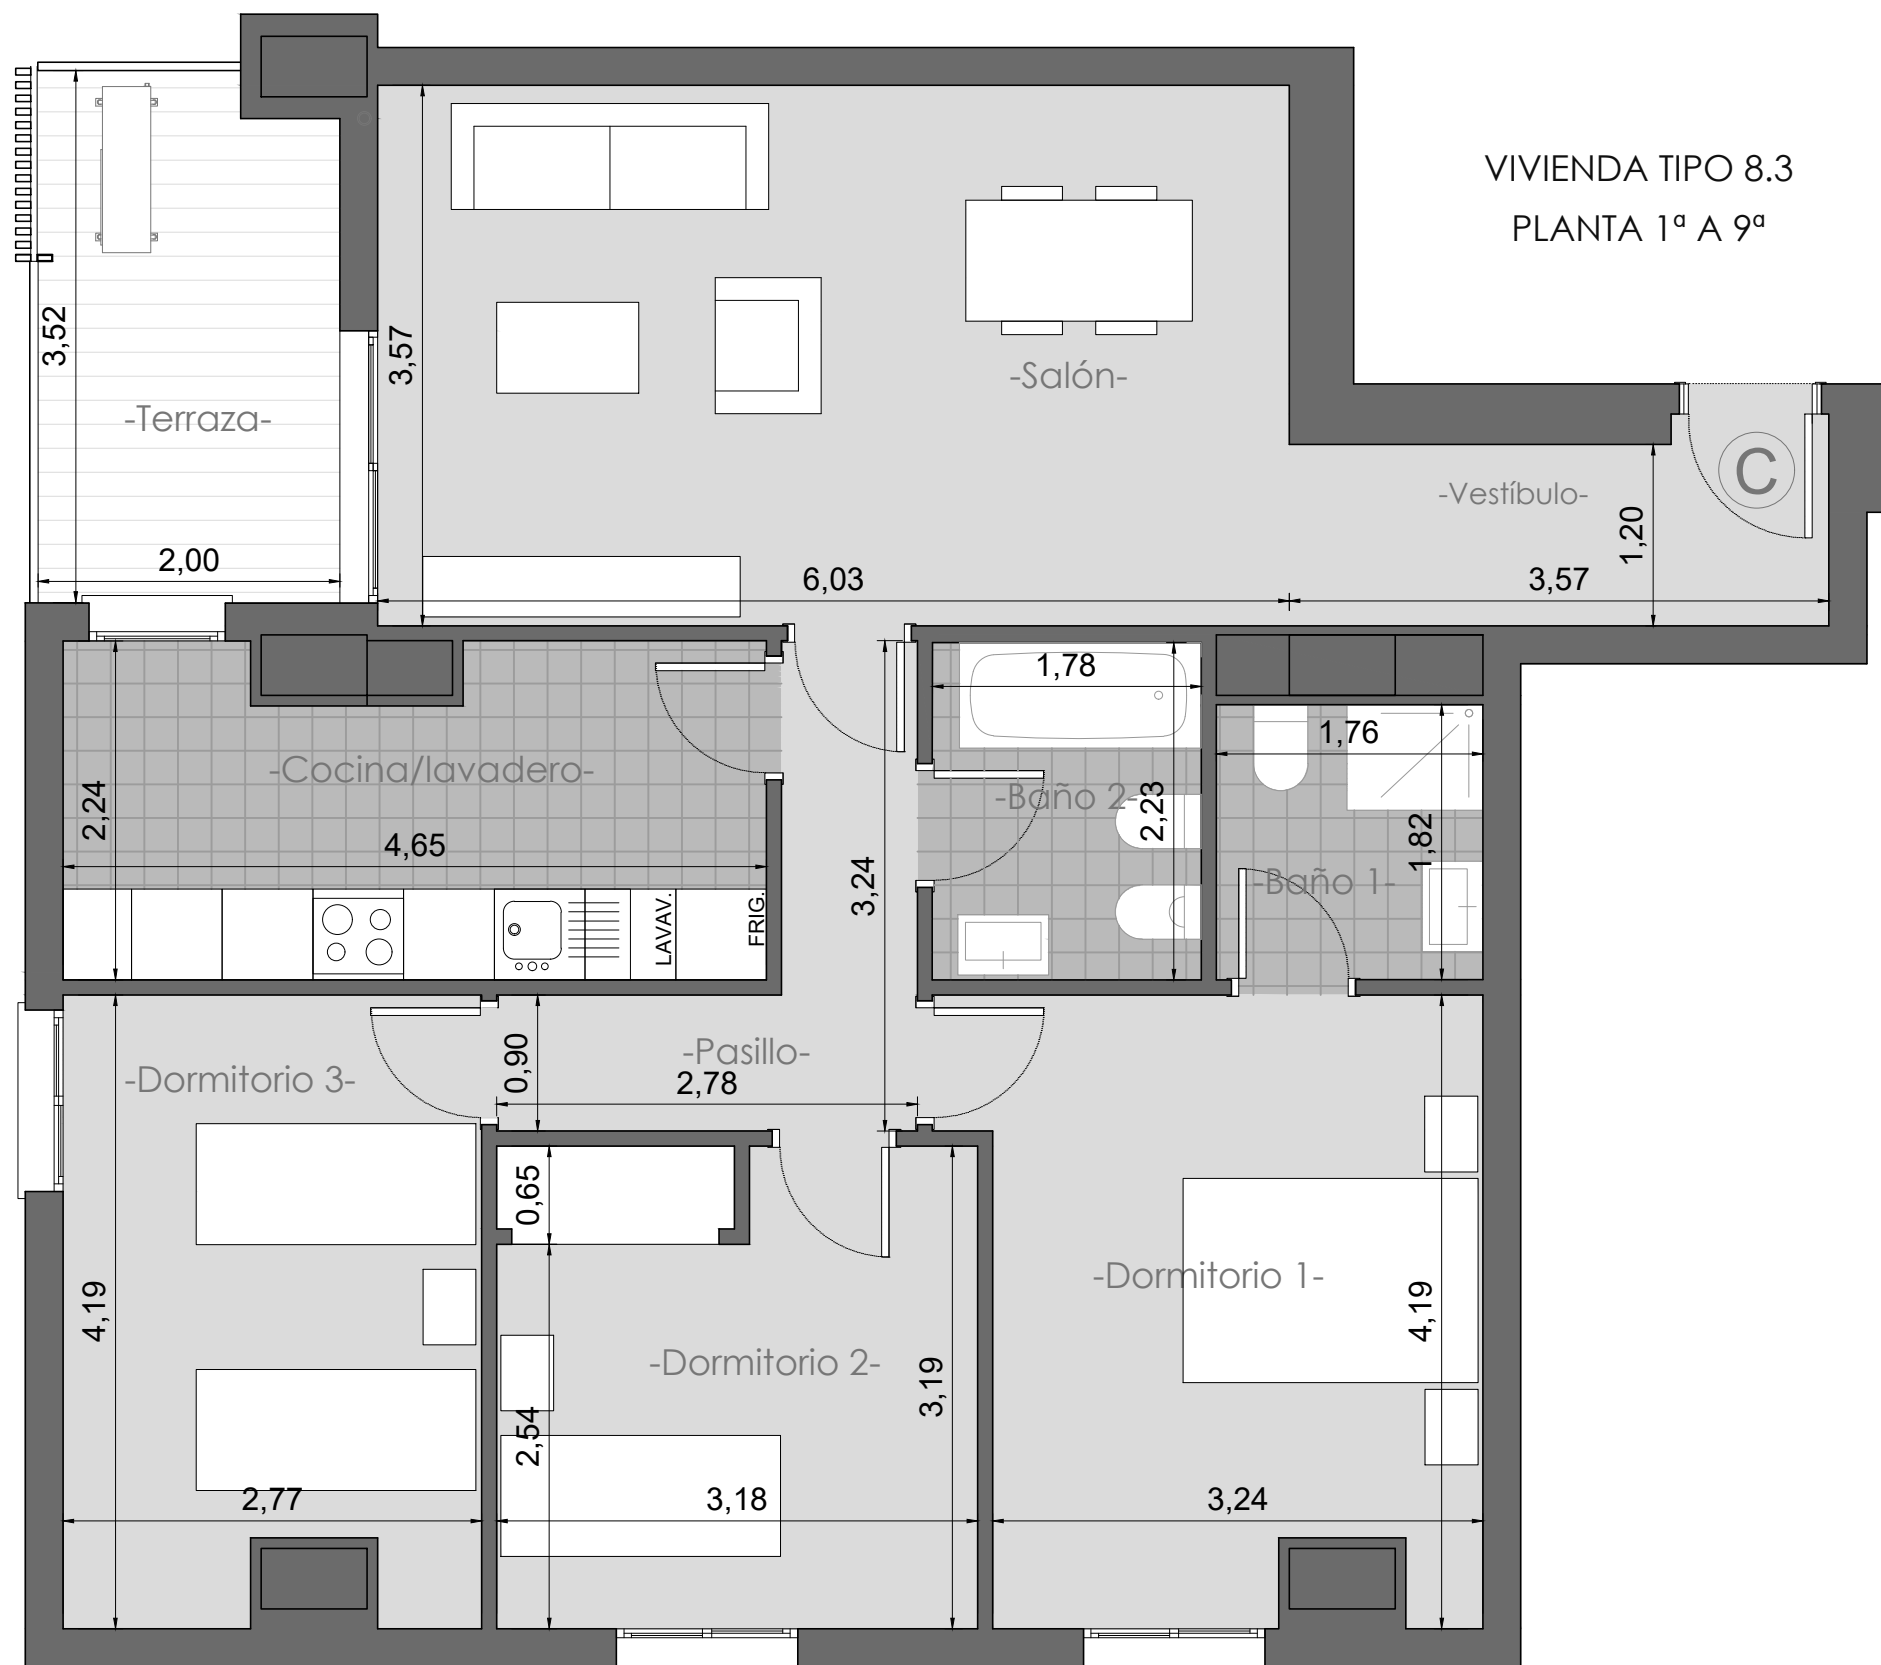 VIVIENDA TIPO 8.3
PLANTA 1ª A 9ª
3,52
3,57
-Salón-
-Terraza-
C
-Vestíbulo-
1,20
2,00
6,03
3,57
1,78
1,76
-Cocina/lavadero-
-Baño 2-
2,24
2,23
4,65
1,82
3,24
-Baño 1-
LAVAV.
FRIG.
0,90
-Pasillo-
-Dormitorio 3-
2,78
0,65
-Dormitorio 1-
4,19
4,19
-Dormitorio 2-
3,19
2,54
2,77
3,18
3,24